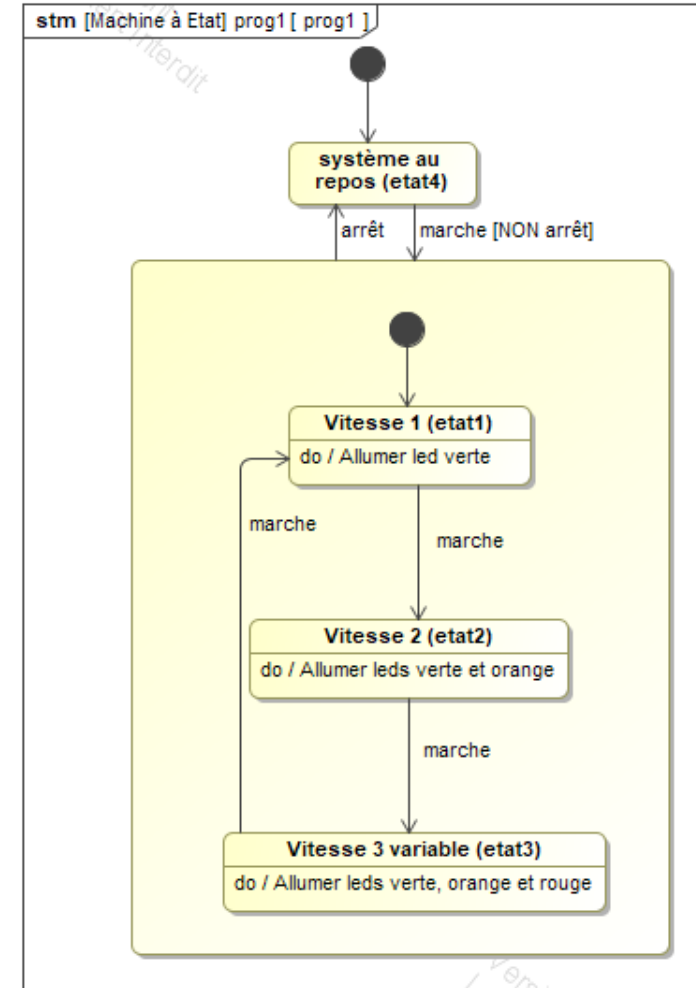 stm [Machine à Etat] prog1 [ prog1 ]
système au
repos (etat4)
arrêt
marche [NON arrêt]
Vitesse 1 (etat1)
do / Allumer led verte
marche
marche
Vitesse 2 (etat2)
do / Allumer leds verte et orange
marche
Vitesse 3 variable (etat3)
do / Allumer leds verte, orange et rouge